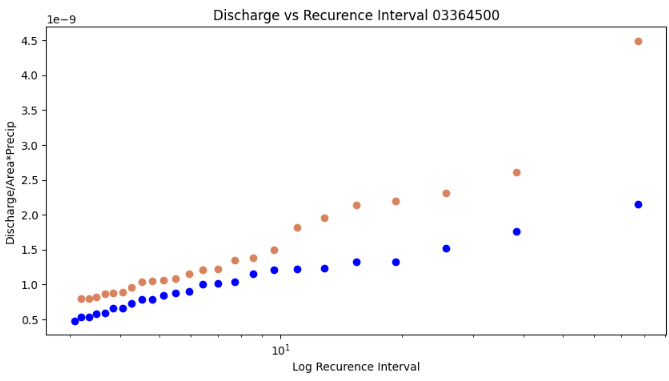 Discharge vs Recurence Interval 03364500
1e−9
4.5
4.0
3.5
3.0
2.5
2.0
1.5
1.0
0.5
Discharge/Area*Precip
10¹
Log Recurence Interval